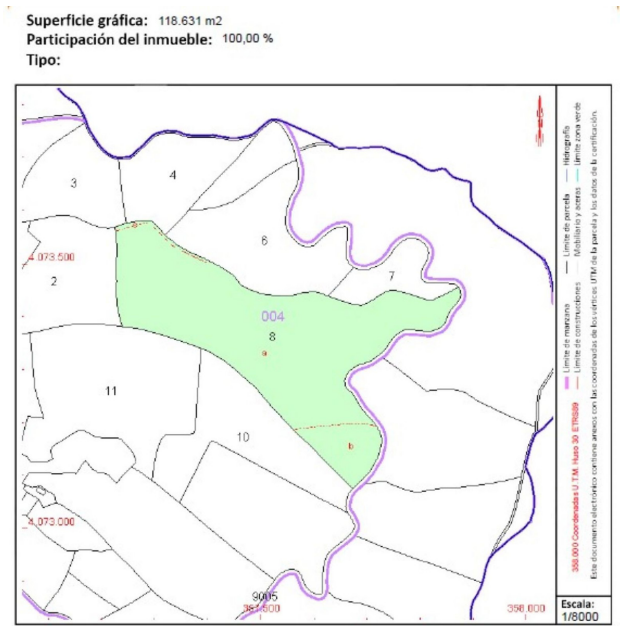 Superficie gráfica: 118.631 m2
Participación del inmueble: 100,00 %
Tipo:
3
4
6
4.073.500
2
7
004
8
a
11
10
b
4.073.000
9005
358.000
Límite de manzana Límite de parcela Hidrografía
Límite de construcciones Mobiliario y aceras Límite zona verde
358.000 Coordenadas U.T.M. Huso 30 ETRS89
Este documento electrónico contiene anexos con las coordenadas de los vértices UTM de la parcela y los datos de la certificación.
Escala:
1/8000